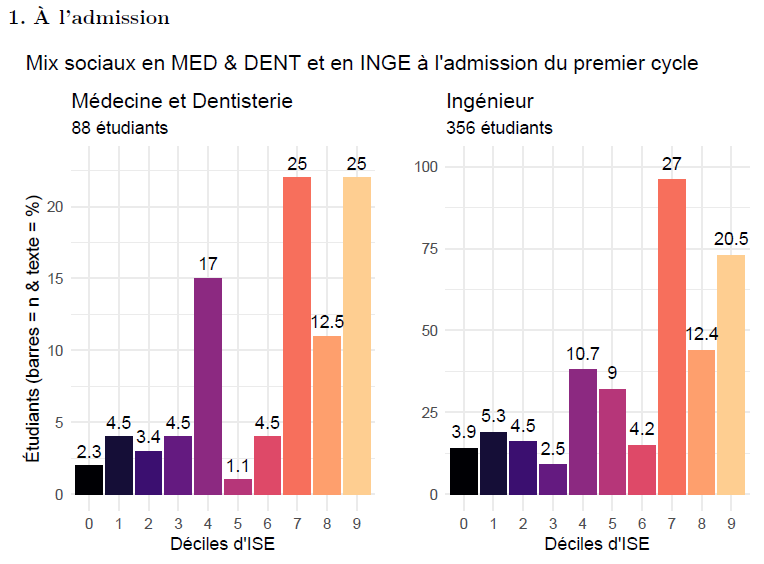 1. À l'admission
Mix sociaux en MED & DENT et en INGE à l'admission du premier cycle
Médecine et Dentisterie
88 étudiants
Étudiants (barres = n & texte = %)
20
15
10
5
0
2.3
4.5
3.4
4.5
17
1.1
4.5
25
12.5
25
0 1 2 3 4 5 6 7 8 9
Déciles d'ISE
Ingénieur
356 étudiants
100
75
50
25
0
3.9
5.3
4.5
2.5
10.7
9
4.2
27
12.4
20.5
0 1 2 3 4 5 6 7 8 9
Déciles d'ISE